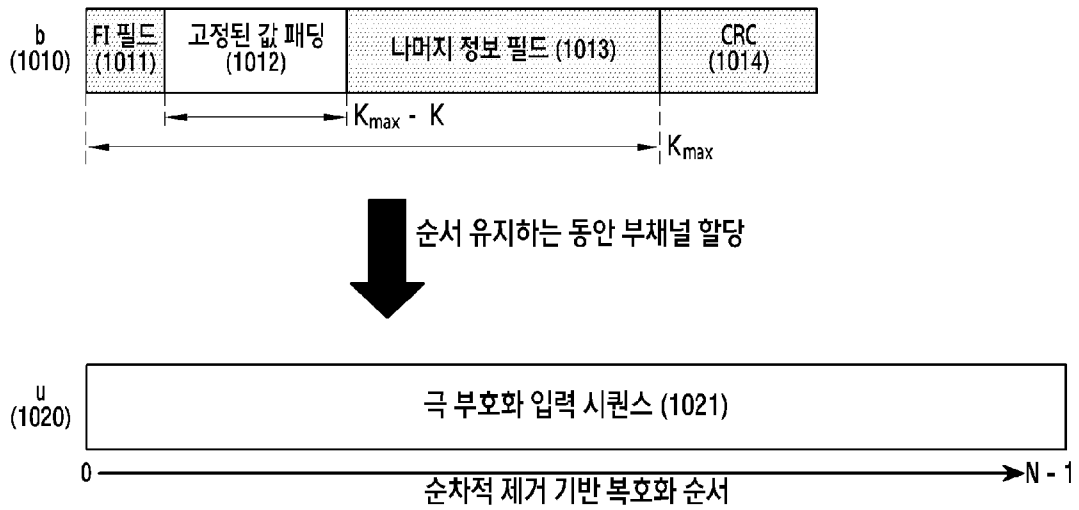 b
(1010)
FI 필드
(1011)
고정된 값 패딩
(1012)
나머지 정보 필드 (1013)
CRC
(1014)
Kmax - K
Kmax
순서 유지하는 동안 부채널 할당
u
(1020)
극 부호화 입력 시퀀스 (1021)
0
N - 1
순차적 제거 기반 복호화 순서